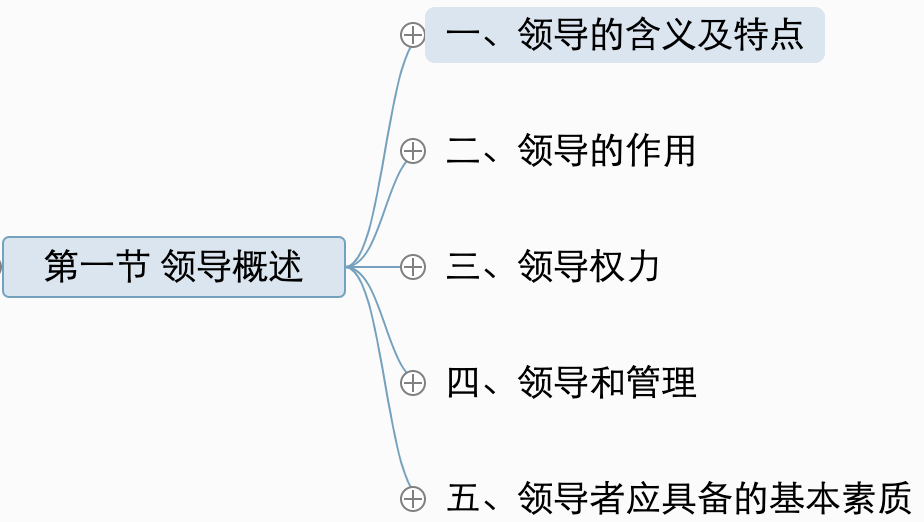 一、领导的含义及特点
二、领导的作用
第一节 领导概述
三、领导权力
四、领导和管理
五、领导者应具备的基本素质